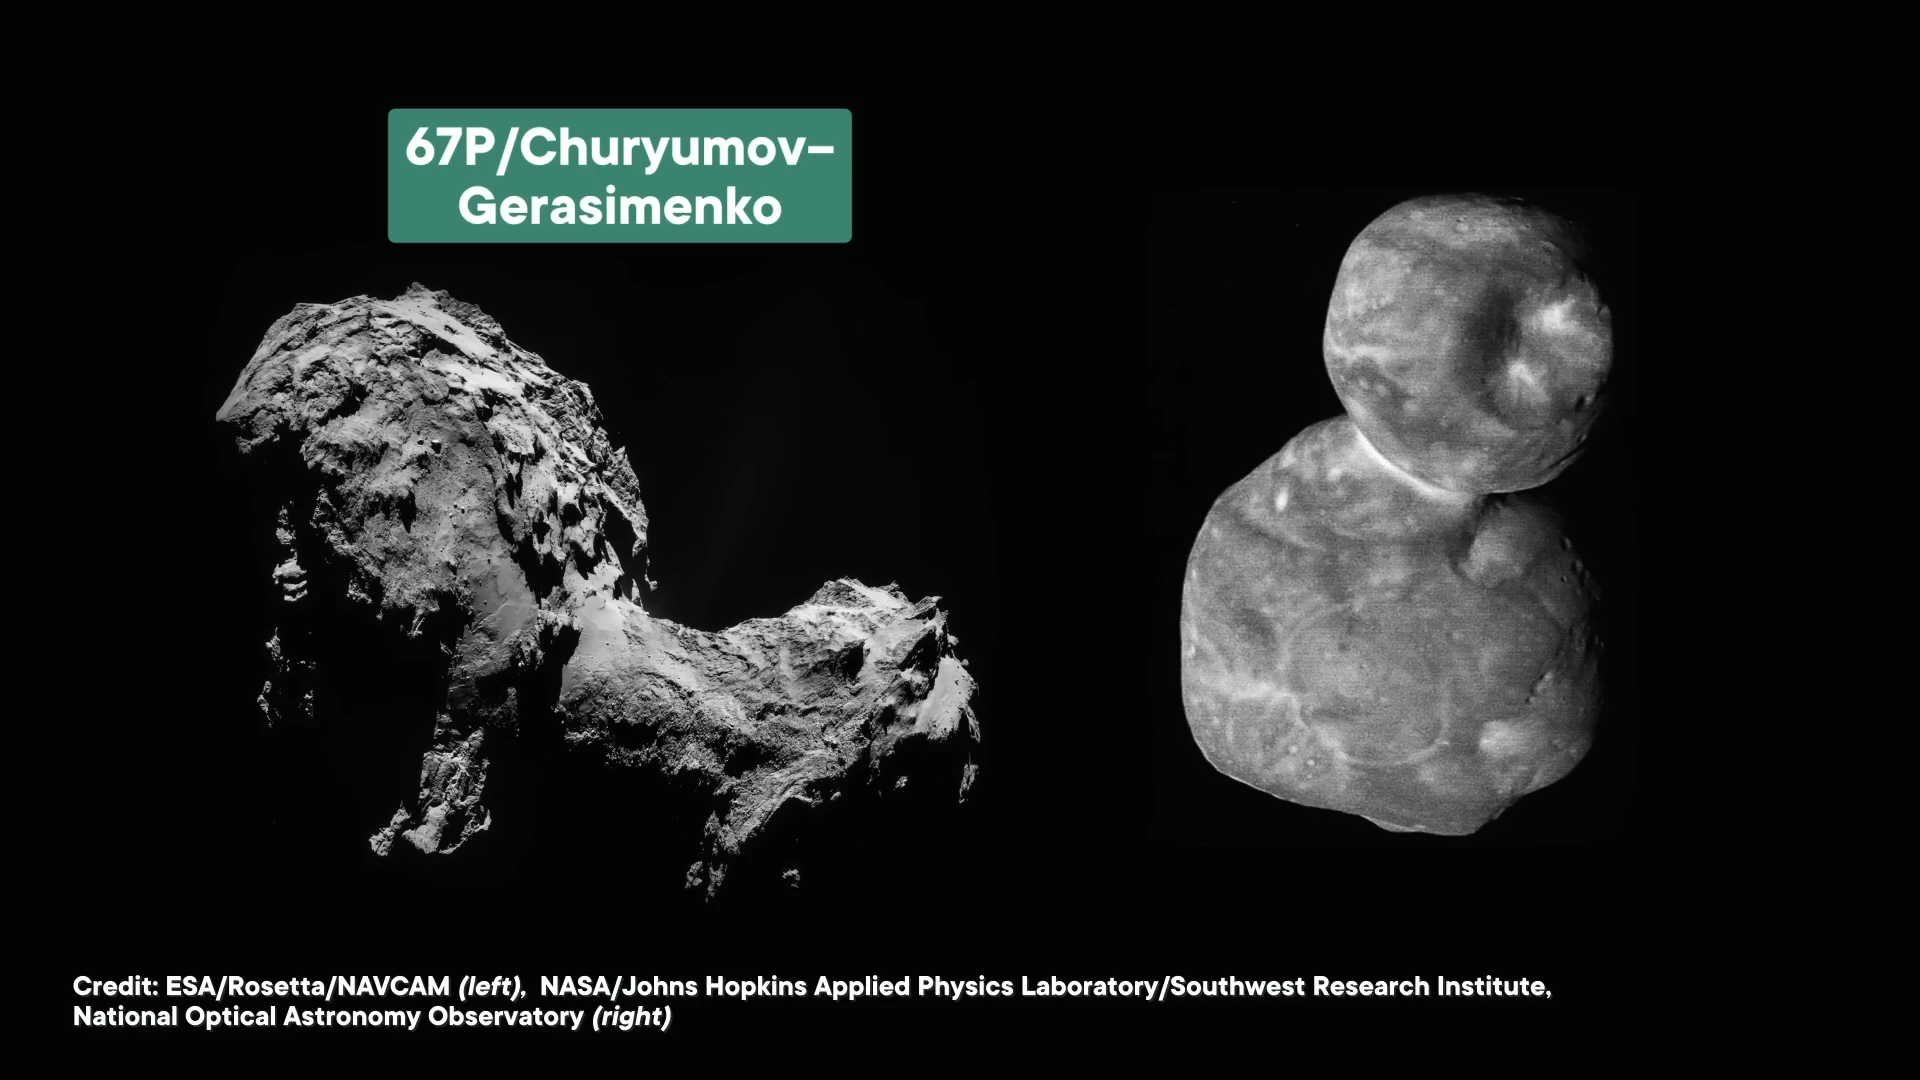 67P/Churyumov–
Gerasimenko
Credit: ESA/Rosetta/NAVCAM (left), NASA/Johns Hopkins Applied Physics Laboratory/Southwest Research Institute,
National Optical Astronomy Observatory (right)